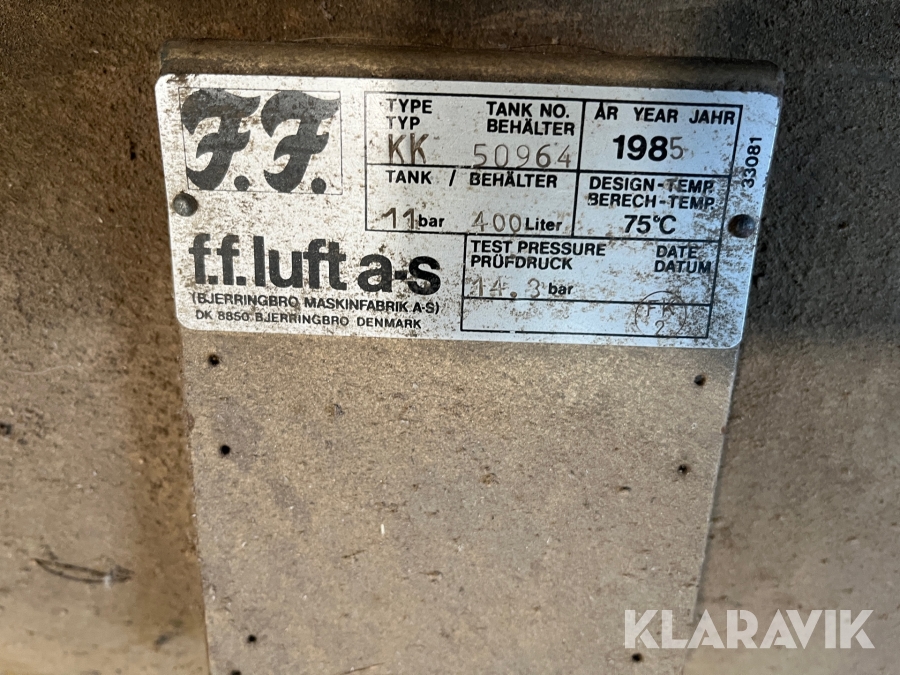 F.F.
TYPE
TYP
KK
TANK NO.
BEHÄLTER
50964
ÅR YEAR JAHR
1985
33081
TANK / BEHÄLTER
11 bar 400 Liter
DESIGN-TEMP.
BERECH-TEMP.
75°C
f.f. luft a-s
(BJERRINGBRO MASKINFABRIK A-S)
DK 8850 BJERRINGBRO DENMARK
TEST PRESSURE
PRÜFDRUCK
14.3 bar
DATE
DATUM
2
KLARAVIK